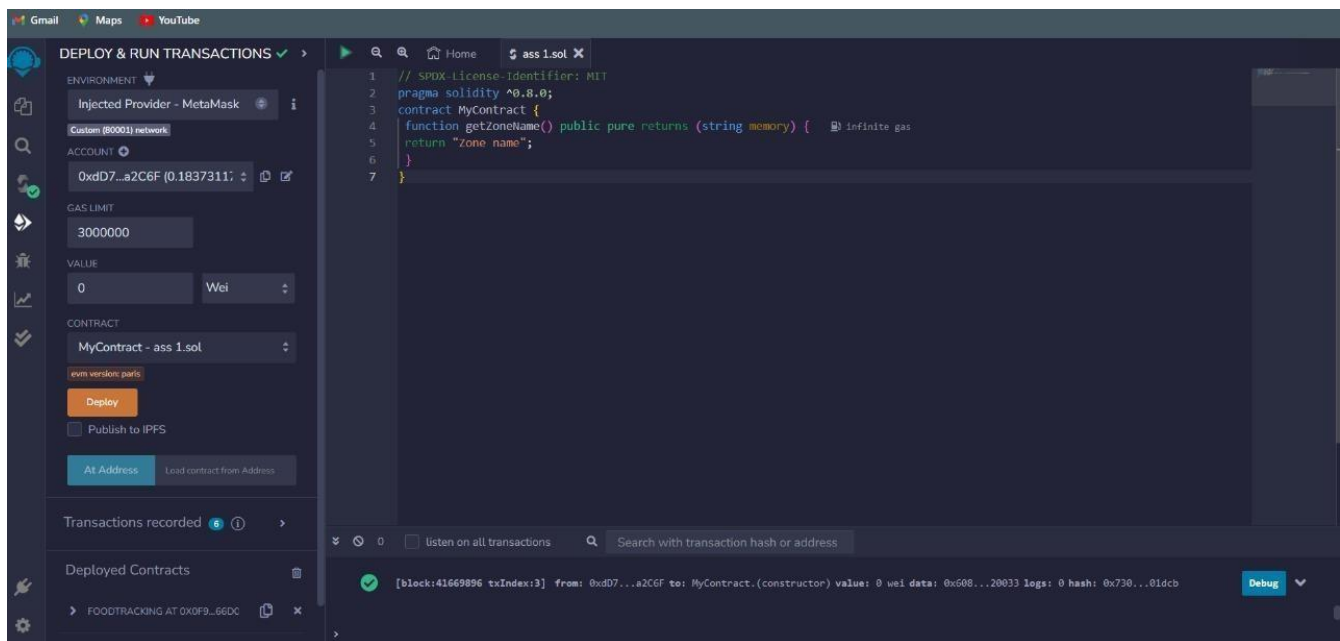 Gmail Maps YouTube
DEPLOY & RUN TRANSACTIONS
ENVIRONMENT
Injected Provider - MetaMask
Custom (80001) network
ACCOUNT
0xdD7...a2C6F (0.18373117
GAS LIMIT
3000000
VALUE
0 Wei
CONTRACT
MyContract - ass 1.sol
evm version: paris
Deploy
Publish to IPFS
At Address Load contract from Address
Transactions recorded 6
Deployed Contracts
FOODTRACKING AT 0X0F9...66DC
Home ass 1.sol
1 // SPDX-License-Identifier: MIT
2 pragma solidity ^0.8.0;
3 contract MyContract {
4 function getZoneName() public pure returns (string memory) { infinite gas
5 return "Zone name";
6 }
7 }
0 listen on all transactions Search with transaction hash or address
[block:41669896 txIndex:3] from: 0xdD7...a2C6F to: MyContract.(constructor) value: 0 wei data: 0x608...20033 logs: 0 hash: 0x730...01dcb Debug
>